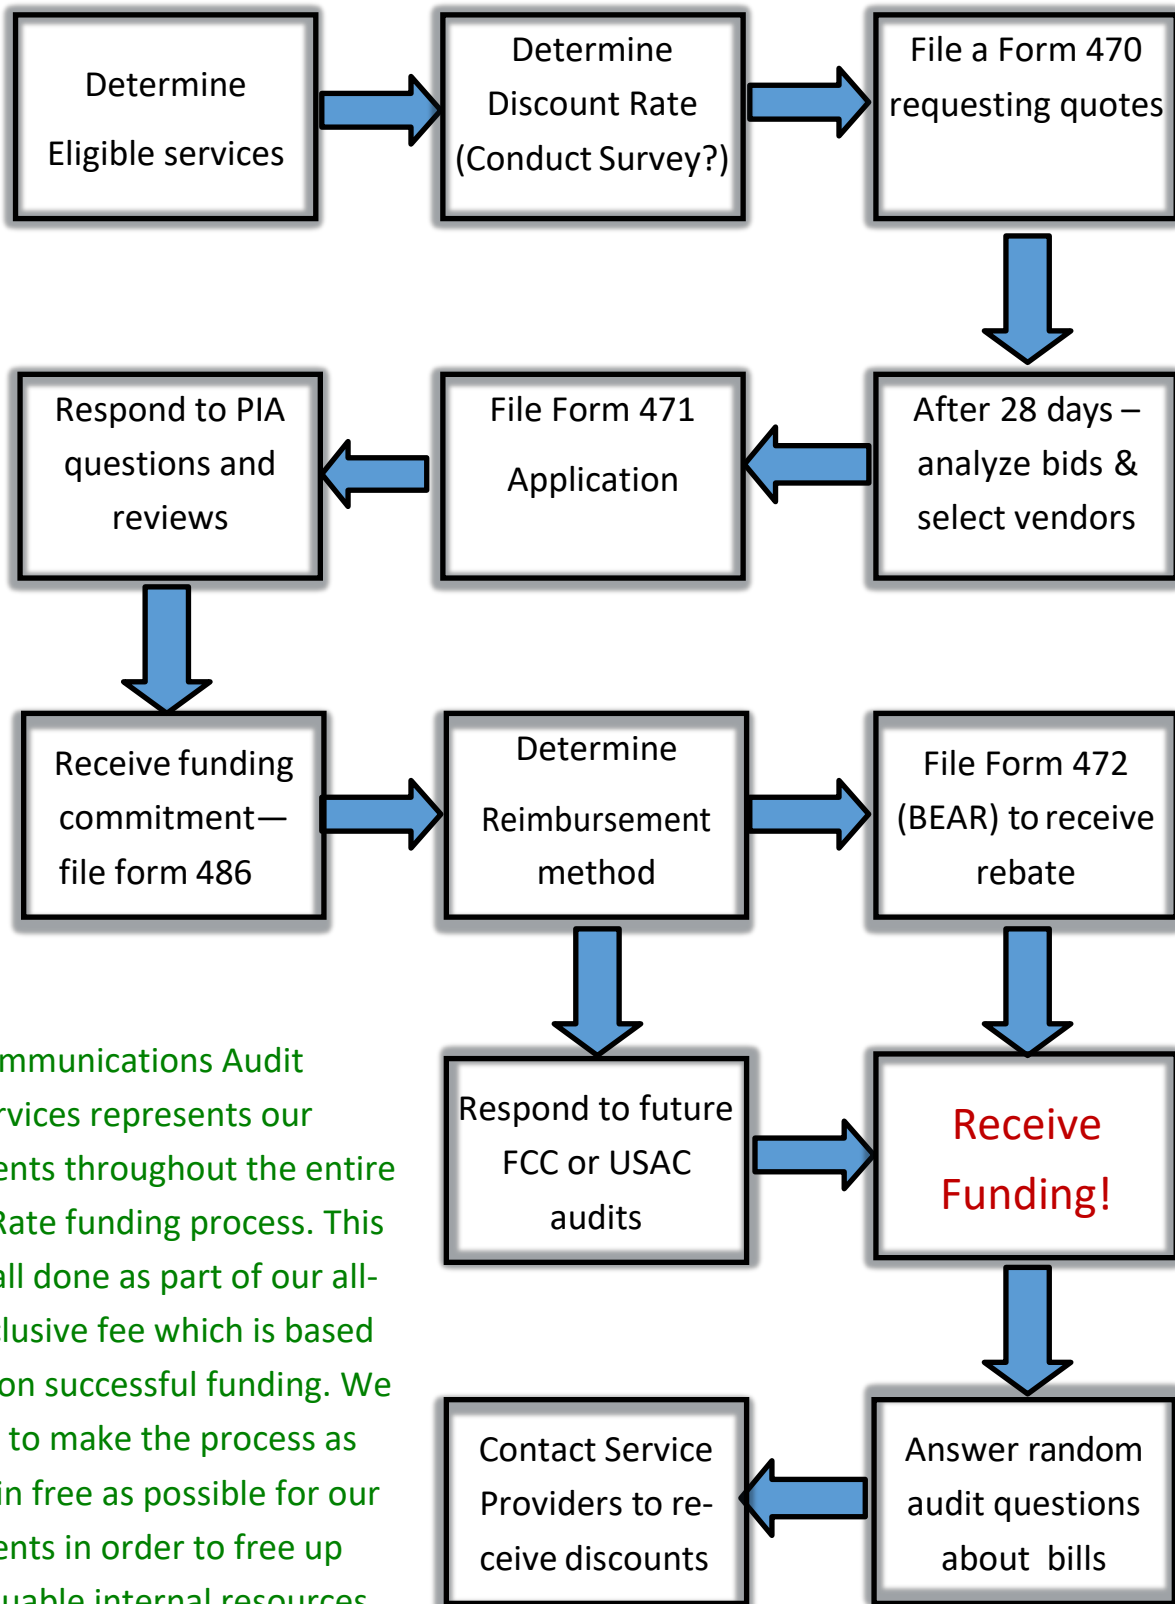 Determine
Eligible services
Determine
Discount Rate
(Conduct Survey?)
File a Form 470
requesting quotes
Respond to PIA
questions and
reviews
File Form 471
Application
After 28 days –
analyze bids &
select vendors
Receive funding
commitment—
file form 486
Determine
Reimbursement
method
File Form 472
(BEAR) to receive
rebate
mmunications Audit
rvices represents our
ents throughout the entire
Rate funding process. This
all done as part of our all-
clusive fee which is based
on successful funding. We
to make the process as
in free as possible for our
ents in order to free up
uable internal resources
Respond to future
FCC or USAC
audits
Receive
Funding!
Contact Service
Providers to re-
ceive discounts
Answer random
audit questions
about bills